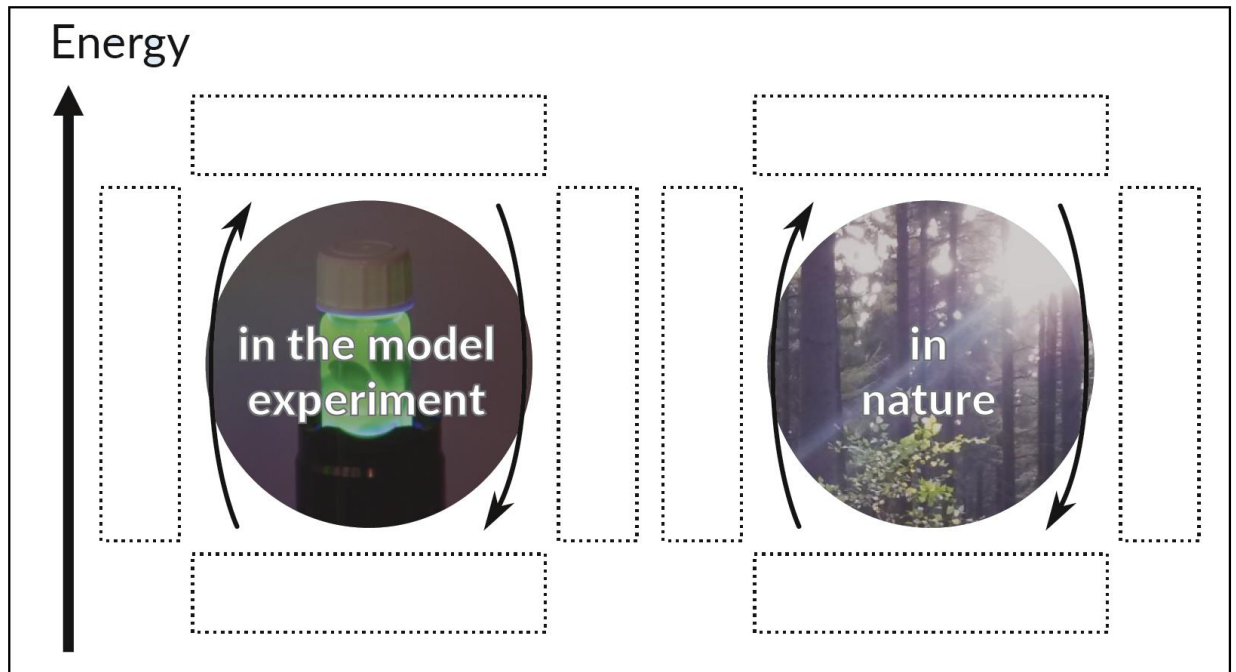 Energy
in the model
experiment
in
nature